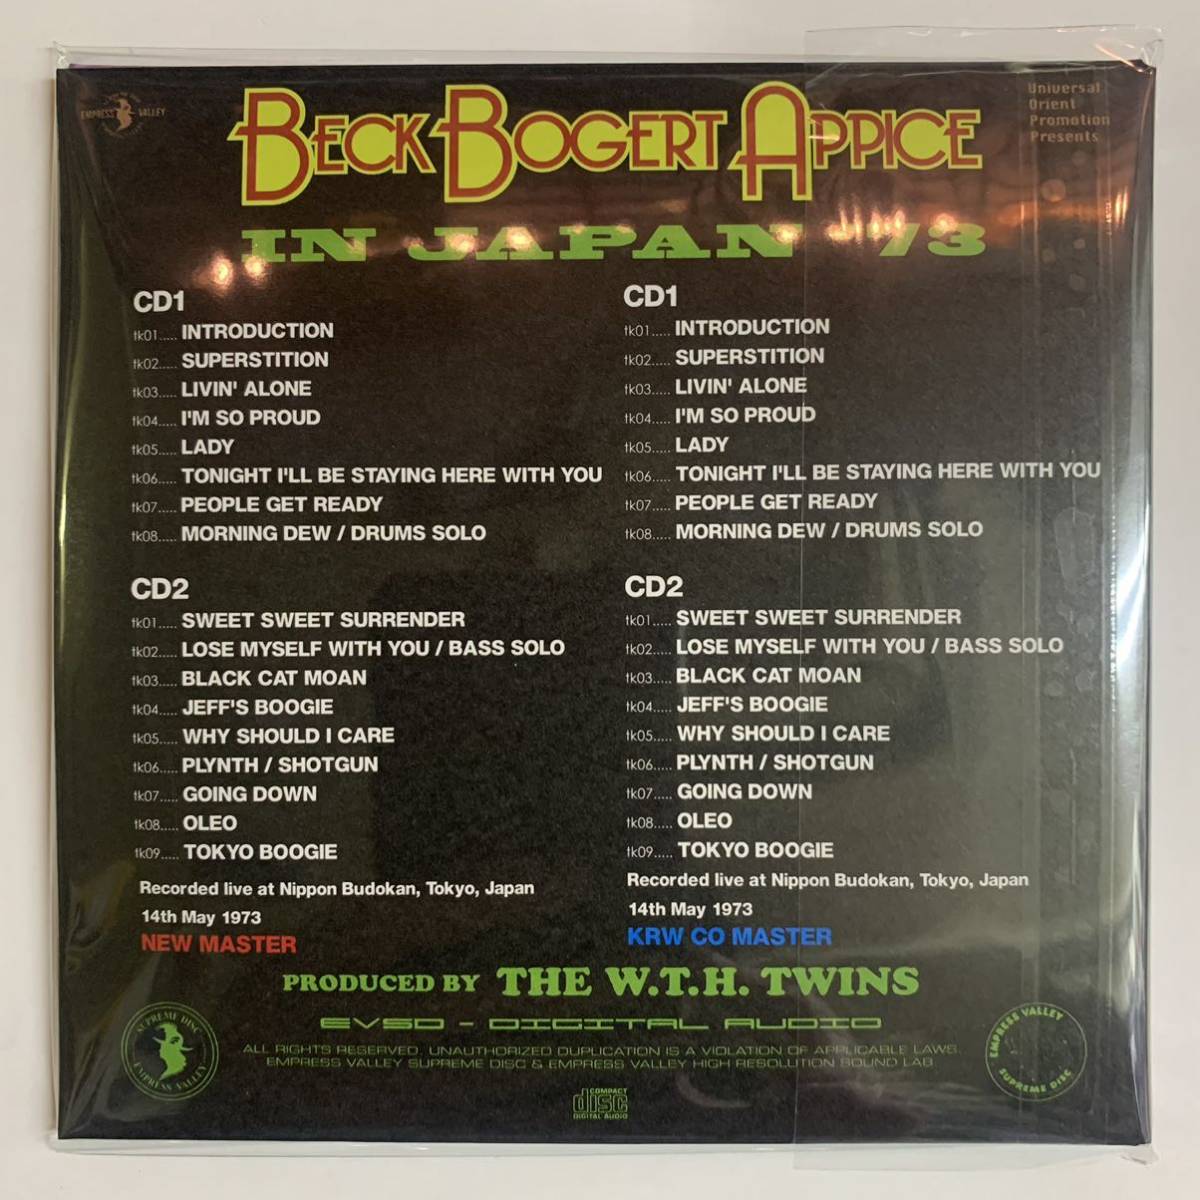 EMPRESS VALLEY
Universal
Orient
Promotion
Presents
BECK BOGERT APPICE
IN JAPAN '73
CD1
tk01..... INTRODUCTION
tk02..... SUPERSTITION
tk03..... LIVIN' ALONE
tk04..... I'M SO PROUD
tk05..... LADY
tk06..... TONIGHT I'LL BE STAYING HERE WITH YOU
tk07..... PEOPLE GET READY
tk08..... MORNING DEW / DRUMS SOLO
CD2
tk01..... SWEET SWEET SURRENDER
tk02..... LOSE MYSELF WITH YOU / BASS SOLO
tk03..... BLACK CAT MOAN
tk04..... JEFF'S BOOGIE
tk05..... WHY SHOULD I CARE
tk06..... PLYNTH / SHOTGUN
tk07..... GOING DOWN
tk08..... OLEO
tk09..... TOKYO BOOGIE
Recorded live at Nippon Budokan, Tokyo, Japan
14th May 1973
NEW MASTER
CD1
tk01..... INTRODUCTION
tk02..... SUPERSTITION
tk03..... LIVIN' ALONE
tk04..... I'M SO PROUD
tk05..... LADY
tk06..... TONIGHT I'LL BE STAYING HERE WITH YOU
tk07..... PEOPLE GET READY
tk08..... MORNING DEW / DRUMS SOLO
CD2
tk01..... SWEET SWEET SURRENDER
tk02..... LOSE MYSELF WITH YOU / BASS SOLO
tk03..... BLACK CAT MOAN
tk04..... JEFF'S BOOGIE
tk05..... WHY SHOULD I CARE
tk06..... PLYNTH / SHOTGUN
tk07..... GOING DOWN
tk08..... OLEO
tk09..... TOKYO BOOGIE
Recorded live at Nippon Budokan, Tokyo, Japan
14th May 1973
KRW CO MASTER
PRODUCED BY THE W.T.H. TWINS
EVSD - DIGITAL AUDIO
ALL RIGHTS RESERVED. UNAUTHORIZED DUPLICATION IS A VIOLATION OF APPLICABLE LAWS.
EMPRESS VALLEY SUPREME DISC & EMPRESS VALLEY HIGH RESOLUTION SOUND LAB.
SUPREME DISC
EMPRESS VALLEY
EMPRESS VALLEY
SUPREME DISC
COMPACT
disc
DIGITAL AUDIO